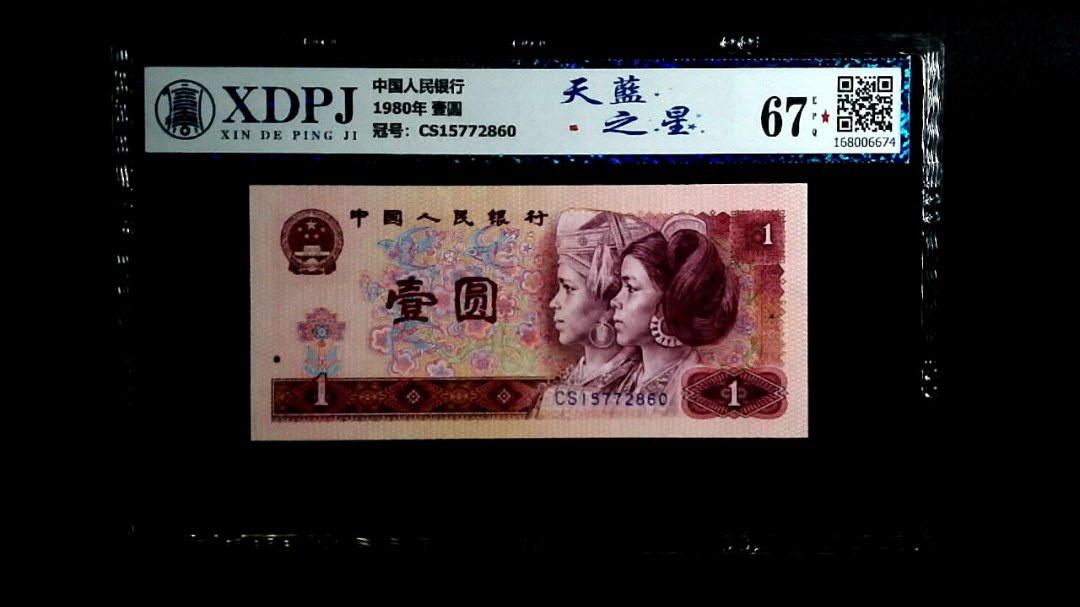 XDPJ
XIN DE PING JI
中国人民银行
1980年 壹圆
冠号：CS15772860
天藍
之星
67
EPQ
168006674
中国人民银行
1
壹圆
1
CS15772860
1